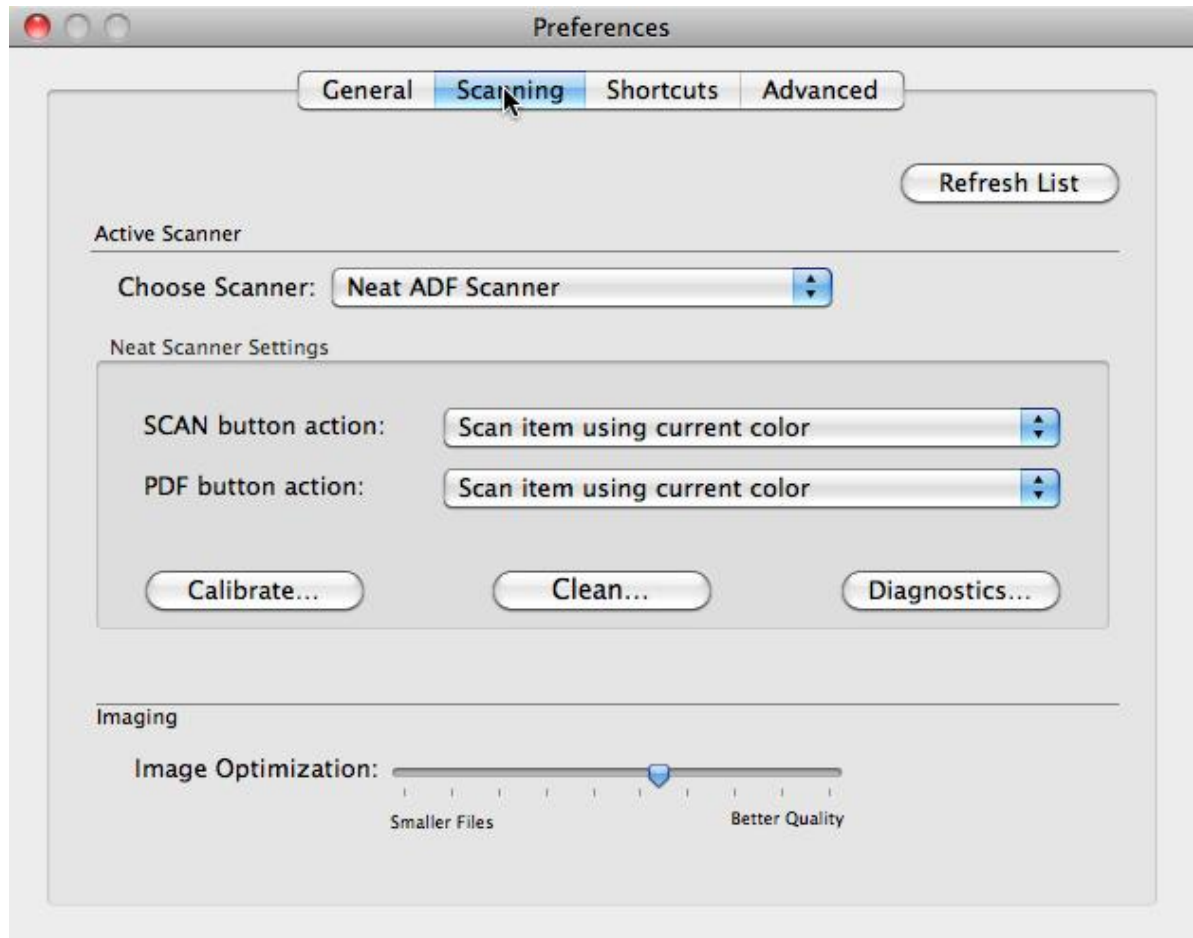 Preferences
General Scanning Shortcuts Advanced
Refresh List
Active Scanner
Choose Scanner: Neat ADF Scanner
Neat Scanner Settings
SCAN button action: Scan item using current color
PDF button action: Scan item using current color
Calibrate... Clean... Diagnostics...
Imaging
Image Optimization:
Smaller Files Better Quality